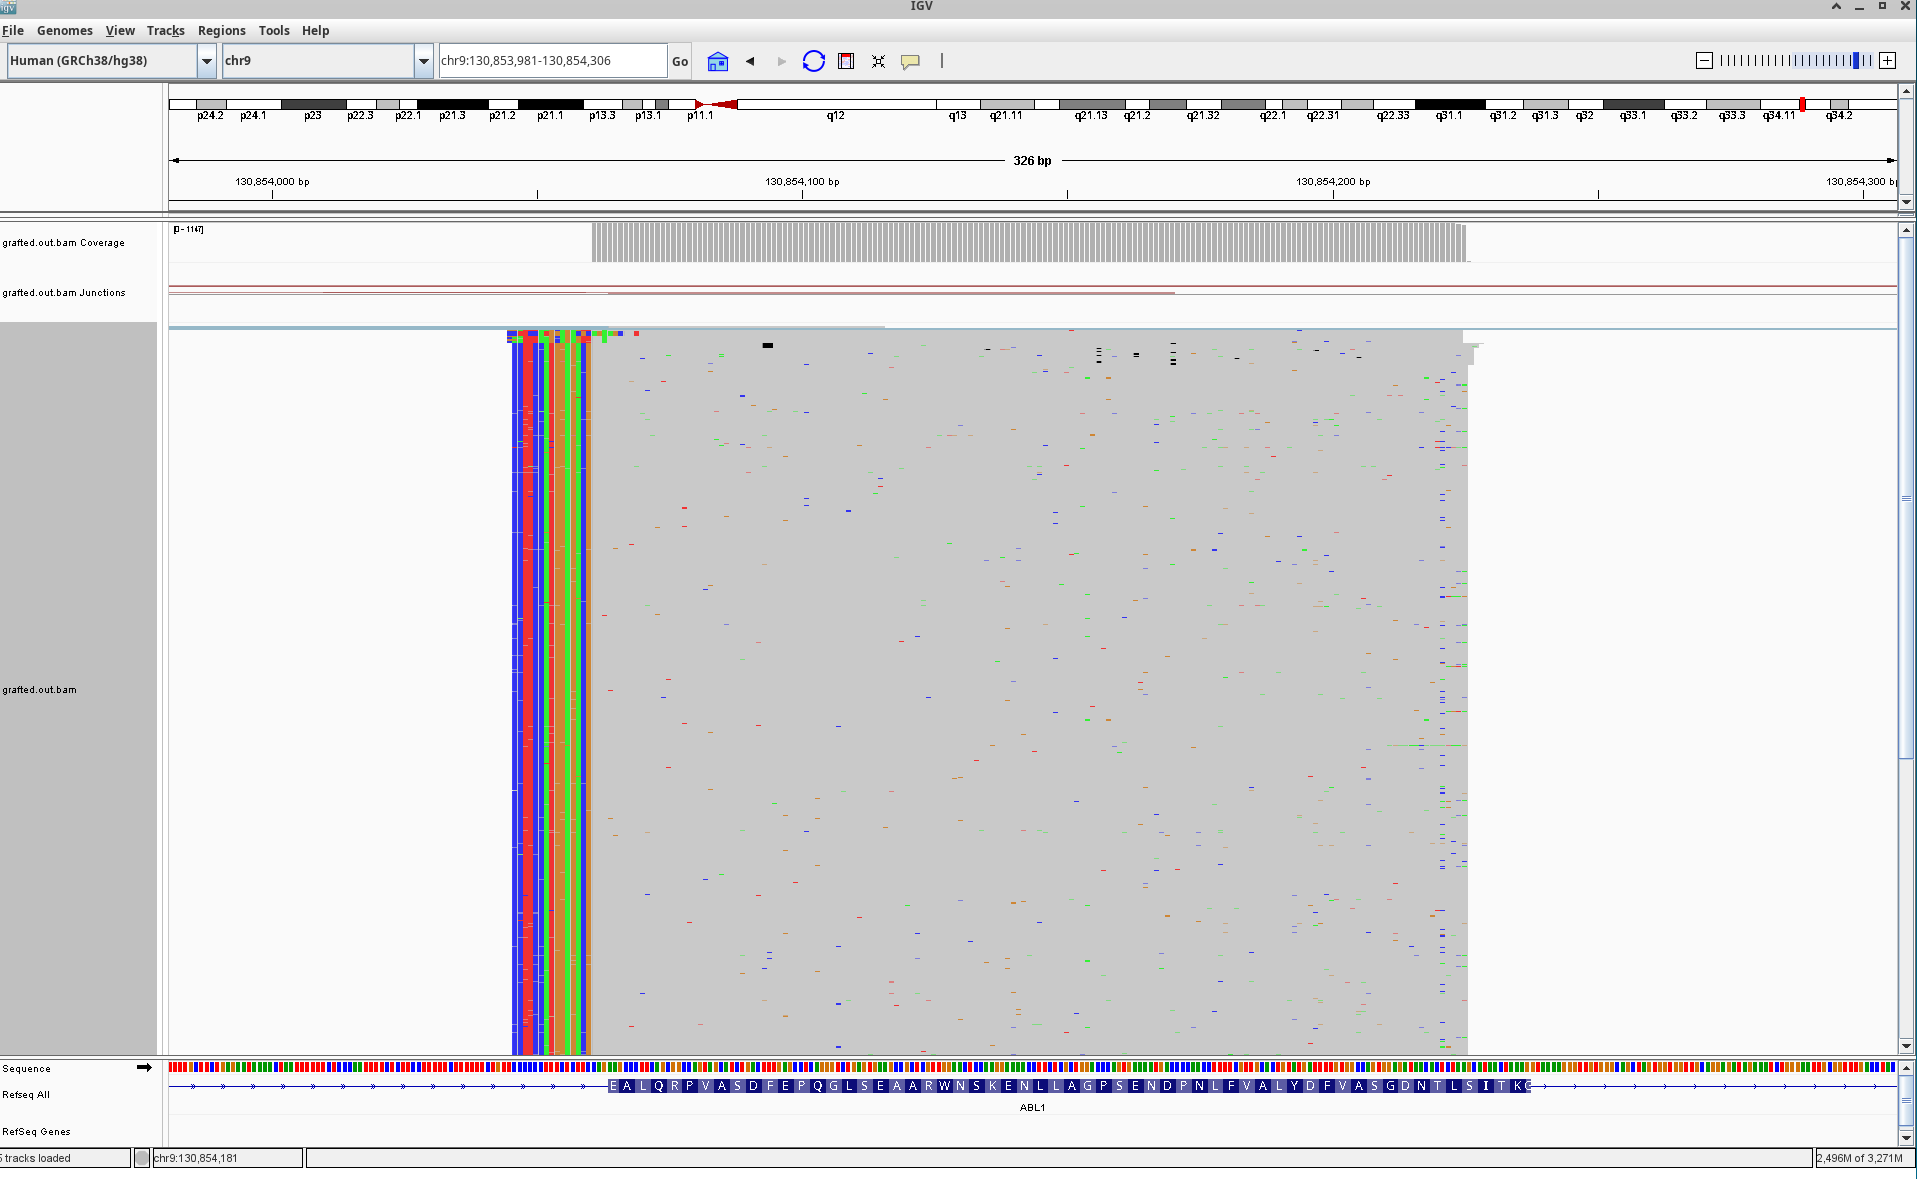 IGV
igv
File Genomes View Tracks Regions Tools Help
Human (GRCh38/hg38) chr9 chr9:130,853,981-130,854,306 Go
p24.2 p24.1 p23 p22.3 p22.1 p21.3 p21.2 p21.1 p13.3 p13.1 p11.1 q12 q13 q21.11 q21.13 q21.2 q21.32 q22.1 q22.31 q22.33 q31.1 q31.2 q31.3 q32 q33.1 q33.2 q33.3 q34.11 q34.2
326 bp
130,854,000 bp 130,854,100 bp 130,854,200 bp 130,854,300 bp
[0 - 1147]
grafted.out.bam Coverage
grafted.out.bam Junctions
grafted.out.bam
Sequence
Refseq All
E A L Q R P V A S D F E P Q G L S E A A R W N S K E N L L A G P S E N D P N L F V A L Y D F V A S G D N T L S I T K G
ABL1
RefSeq Genes
5 tracks loaded chr9:130,854,181 2,496M of 3,271M